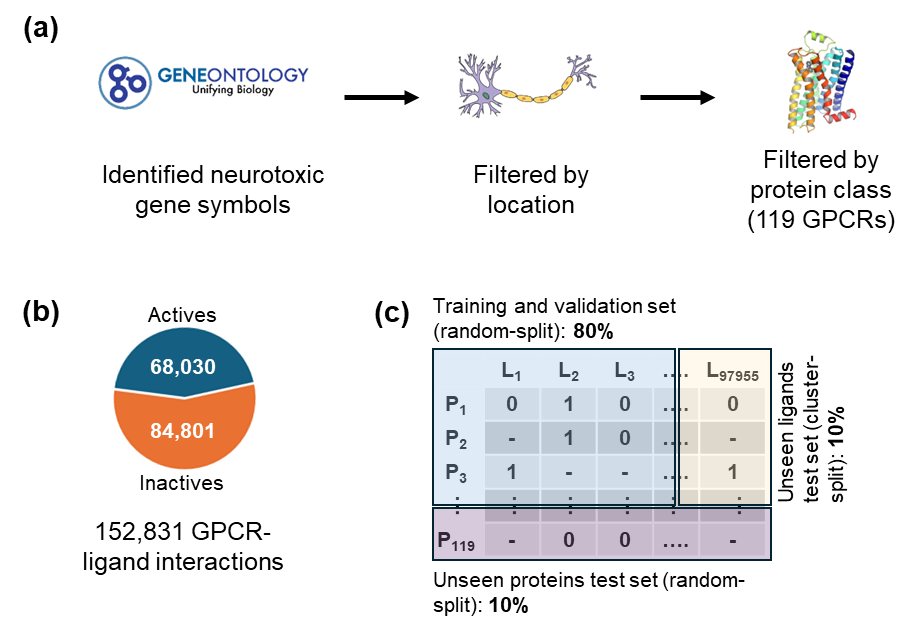 (a)
GENEONTOLOGY
Unifying Biology
Identified neurotoxic
gene symbols
Filtered by
location
Filtered by
protein class
(119 GPCRs)
(b)
Actives
68,030
84,801
Inactives
152,831 GPCR-
ligand interactions
(c)
Training and validation set
(random-split): 80%
L1 L2 L3 .... L97955
P1 0 1 0 .... 0
P2 - 1 0 .... -
P3 1 - - .... 1
: : : : : :
P119 - 0 0 .... -
Unseen ligands
test set (cluster-
split): 10%
Unseen proteins test set (random-
split): 10%